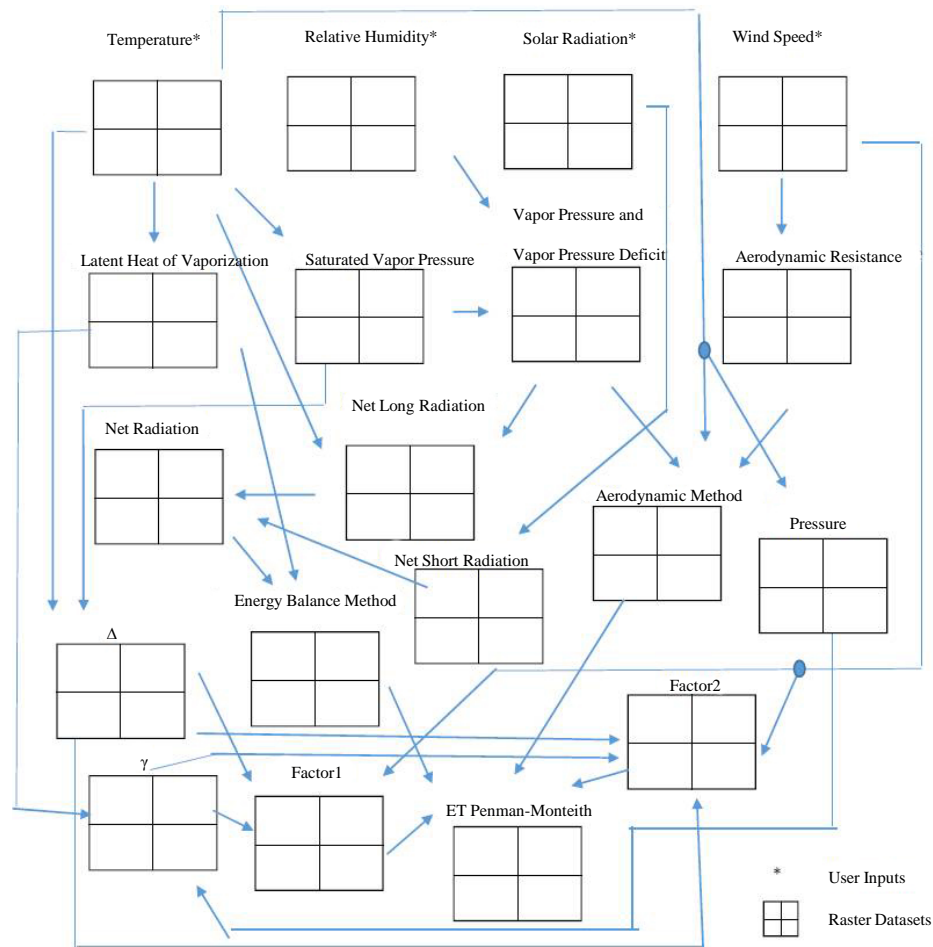 Temperature*
Relative Humidity*
Solar Radiation*
Wind Speed*
Vapor Pressure and
Vapor Pressure Deficit
Latent Heat of Vaporization
Saturated Vapor Pressure
Aerodynamic Resistance
Net Long Radiation
Net Radiation
Aerodynamic Method
Pressure
Net Short Radiation
Energy Balance Method
Δ
Factor2
γ
Factor1
ET Penman-Monteith
* User Inputs
Raster Datasets